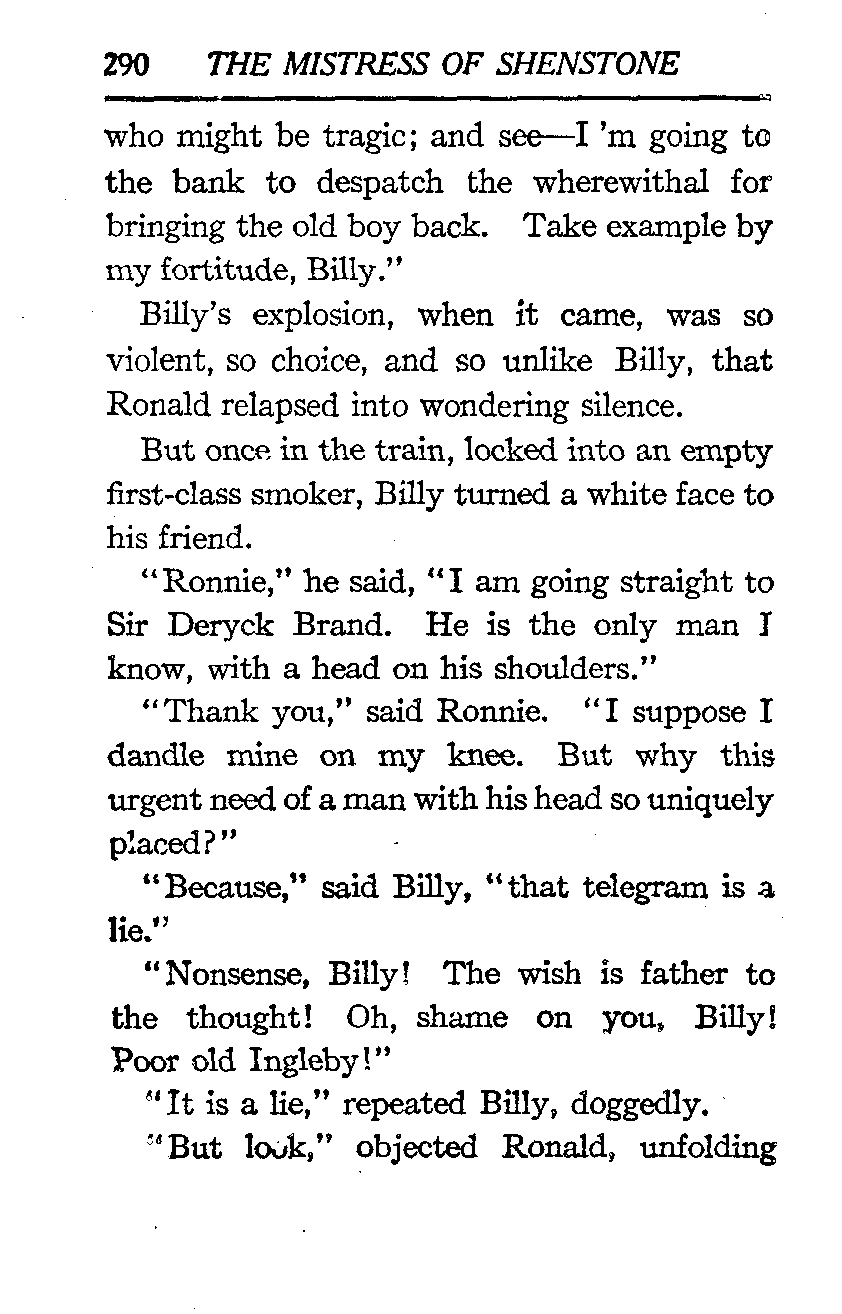 290 THE MISTRESS OF SHENSTONE
who might be tragic; and see—I 'm going to
the bank to despatch the wherewithal for
bringing the old boy back. Take example by
my fortitude, Billy."
Billy's explosion, when it came, was so
violent, so choice, and so unlike Billy, that
Ronald relapsed into wondering silence.
But once in the train, locked into an empty
first-class smoker, Billy turned a white face to
his friend.
"Ronnie," he said, "I am going straight to
Sir Deryck Brand. He is the only man I
know, with a head on his shoulders."
"Thank you," said Ronnie. "I suppose I
dandle mine on my knee. But why this
urgent need of a man with his head so uniquely
placed?"
"Because," said Billy, "that telegram is a
lie."
"Nonsense, Billy! The wish is father to
the thought! Oh, shame on you, Billy!
Poor old Ingleby!"
"It is a lie," repeated Billy, doggedly.
"But look," objected Ronald, unfolding